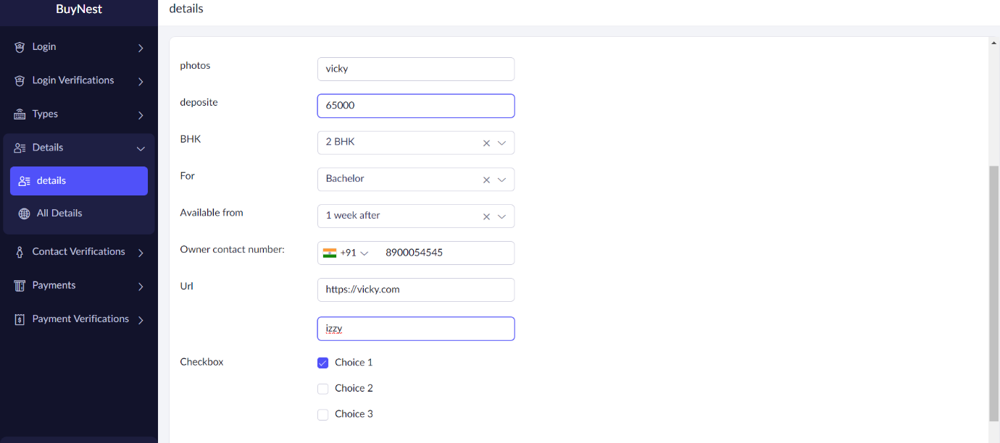 BuyNest
Login
Login Verifications
Types
Details
details
All Details
Contact Verifications
Payments
Payment Verifications
details
photos
vicky
deposite
65000
BHK
2 BHK
For
Bachelor
Available from
1 week after
Owner contact number:
+91 8900054545
Url
https://vicky.com
izzy
Checkbox
Choice 1
Choice 2
Choice 3